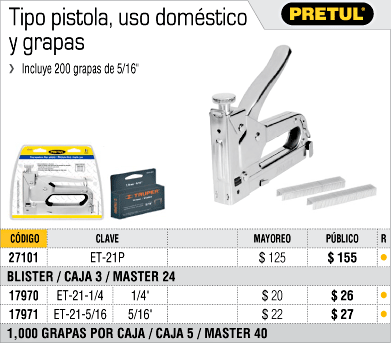 Tipo pistola, uso doméstico
y grapas
PRETUL®
Incluye 200 grapas de 5/16"
PRETUL
TRUPER
CÓDIGO CLAVE MAYOREO PÚBLICO R
27101 ET-21P $ 125 $ 155
BLISTER / CAJA 3 / MASTER 24
17970 ET-21-1/4 1/4" $ 20 $ 26
17971 ET-21-5/16 5/16" $ 22 $ 27
1,000 GRAPAS POR CAJA / CAJA 5 / MASTER 40